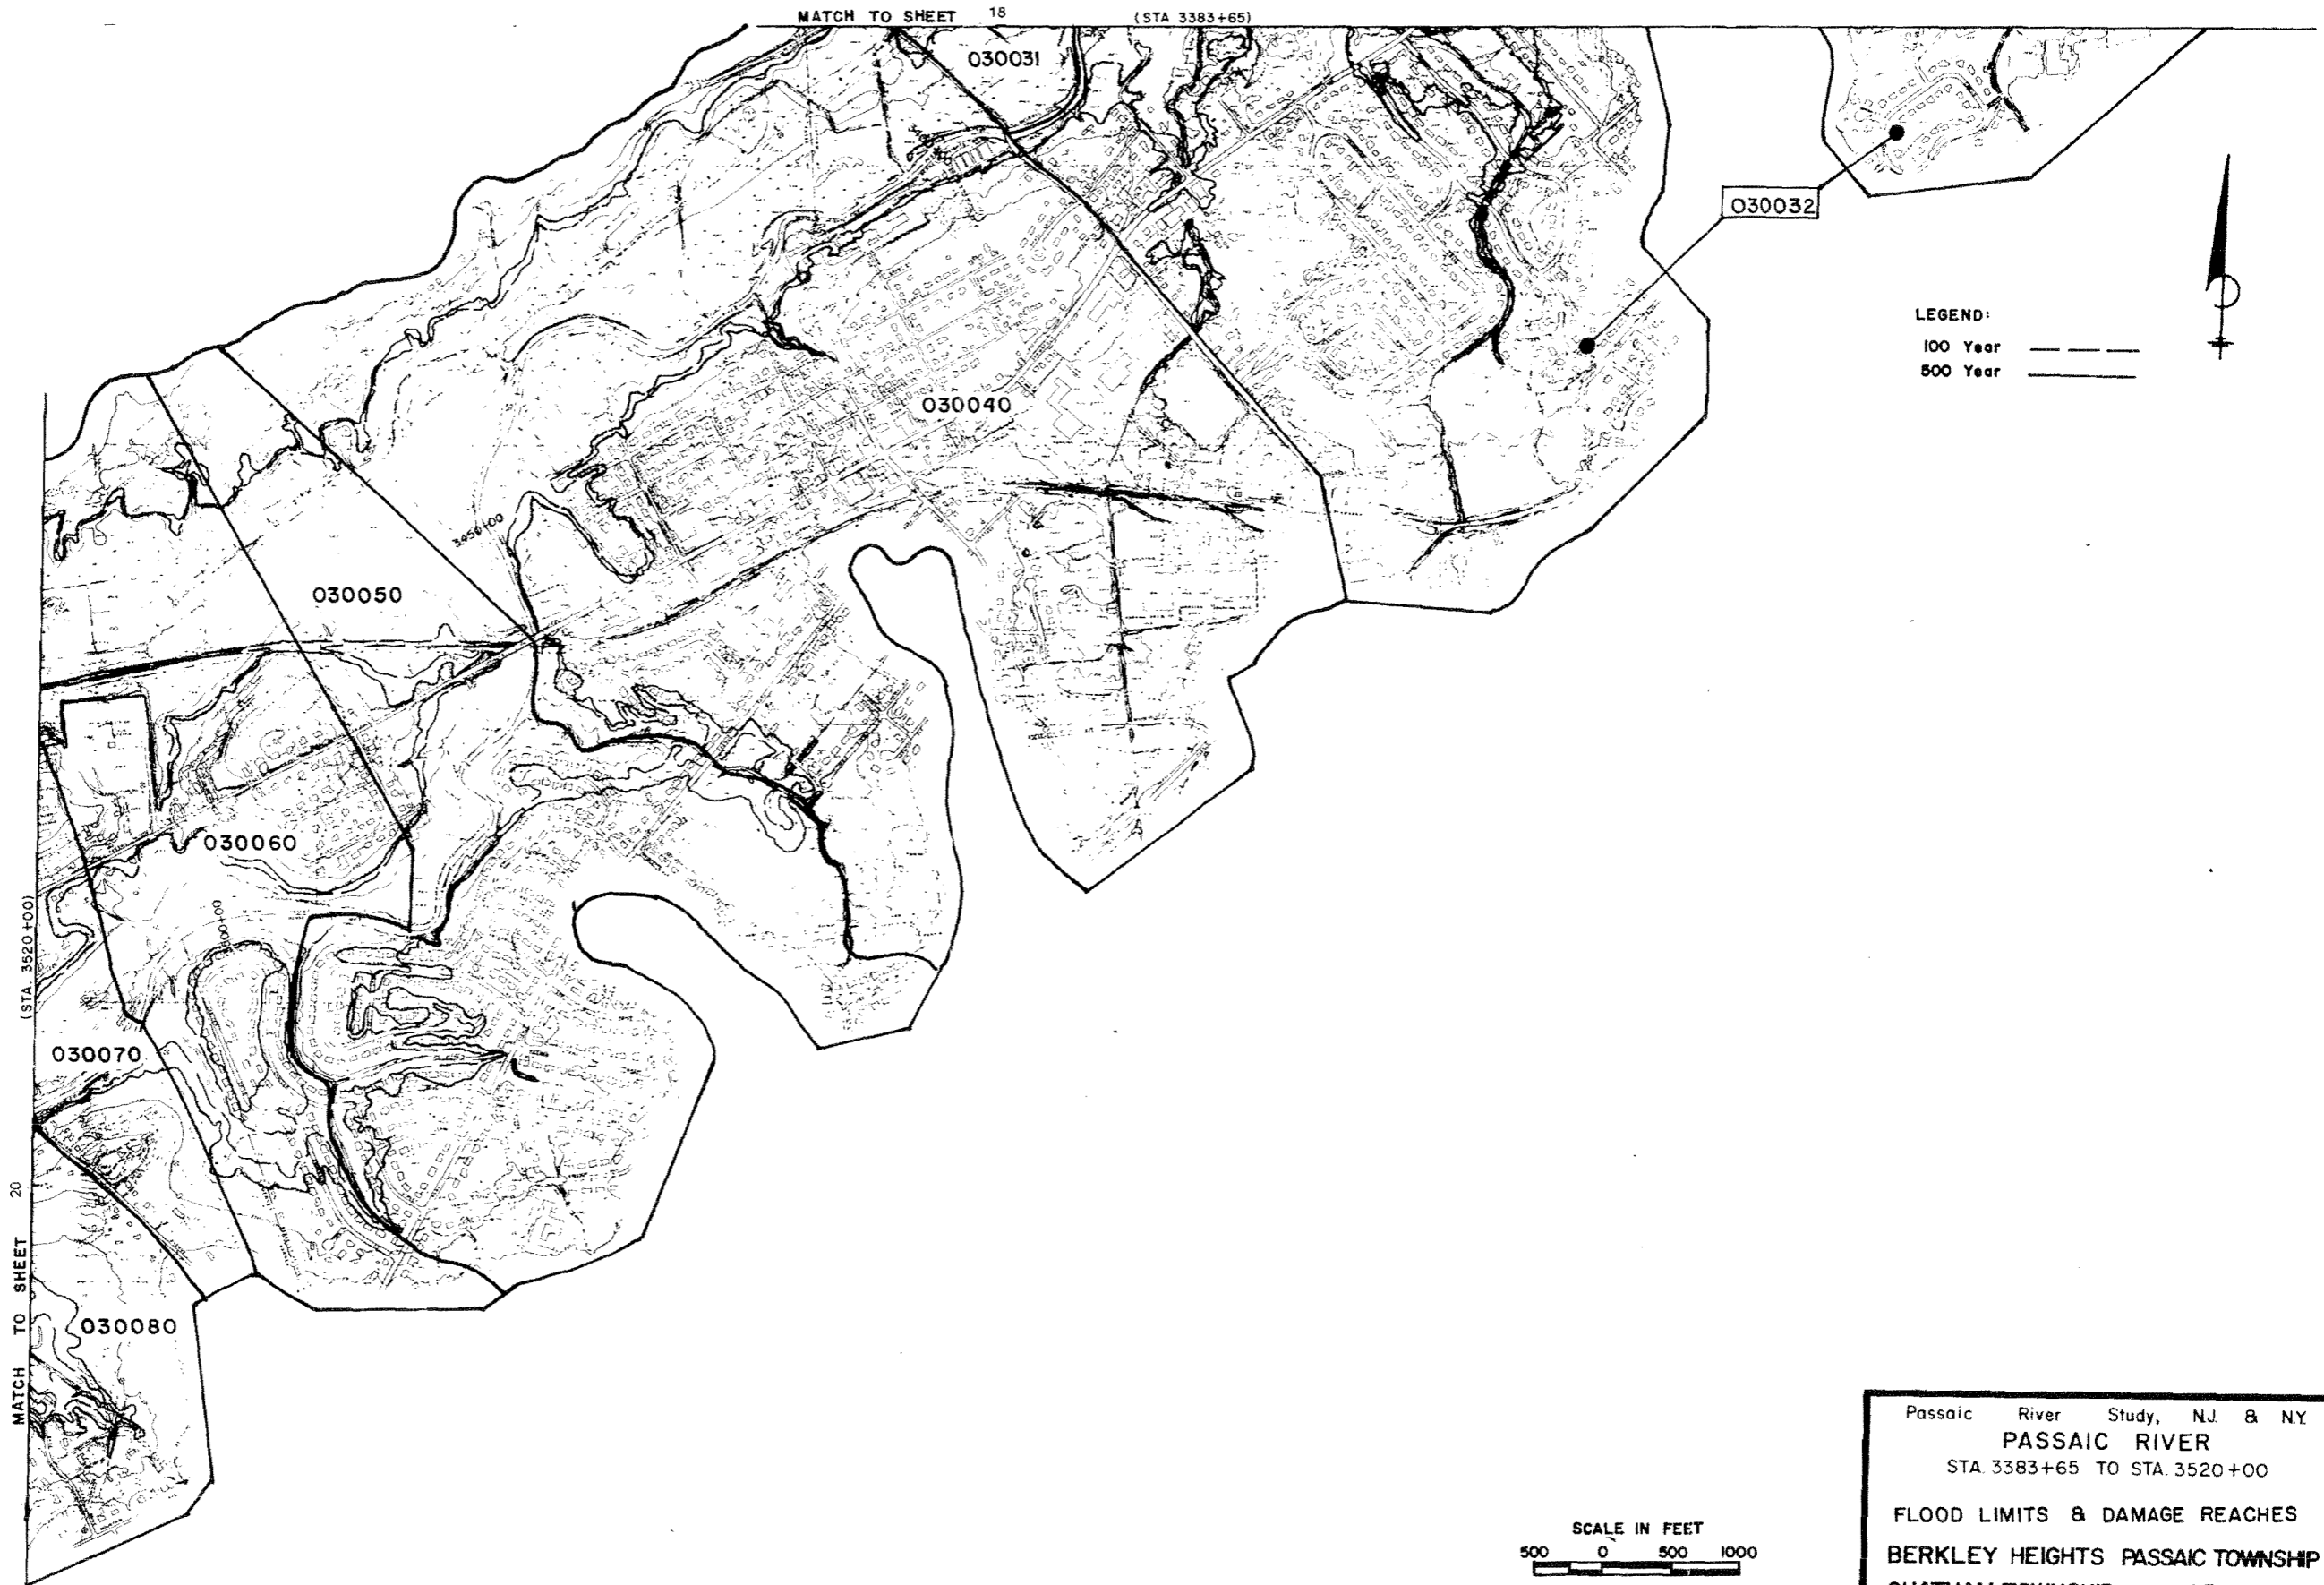 MATCH TO SHEET 18 (STA 3383+65)
030031
030032
LEGEND:
100 Year
500 Year
030040
3450+00
030050
030060
(STA. 3520+00)
030070
MATCH TO SHEET 20
030080
SCALE IN FEET
500 0 500 1000
Passaic River Study, N.J. & N.Y.
PASSAIC RIVER
STA. 3383+65 TO STA. 3520+00
FLOOD LIMITS & DAMAGE REACHES
BERKLEY HEIGHTS PASSAIC TOWNSHIP